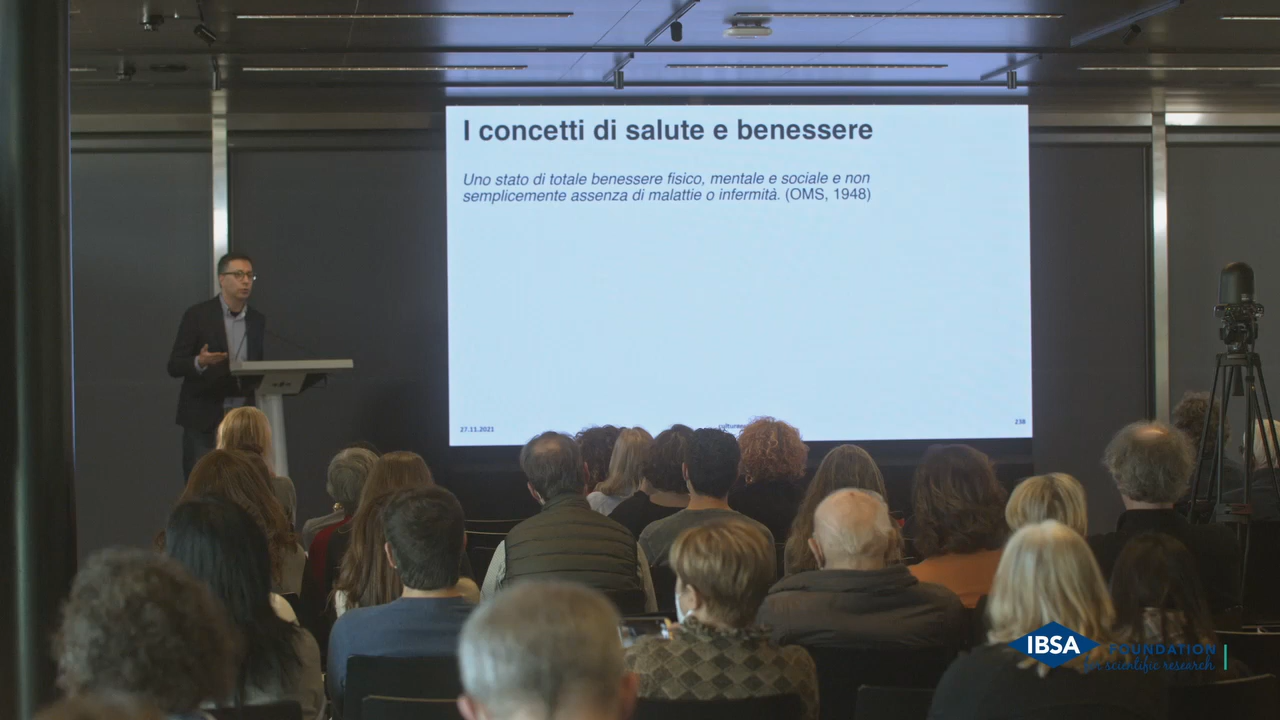 I concetti di salute e benessere
Uno stato di totale benessere fisico, mentale e sociale e non
semplicemente assenza di malattie o infermità. (OMS, 1948)
27.11.2021
238
IBSA
FOUNDATION
for scientific research